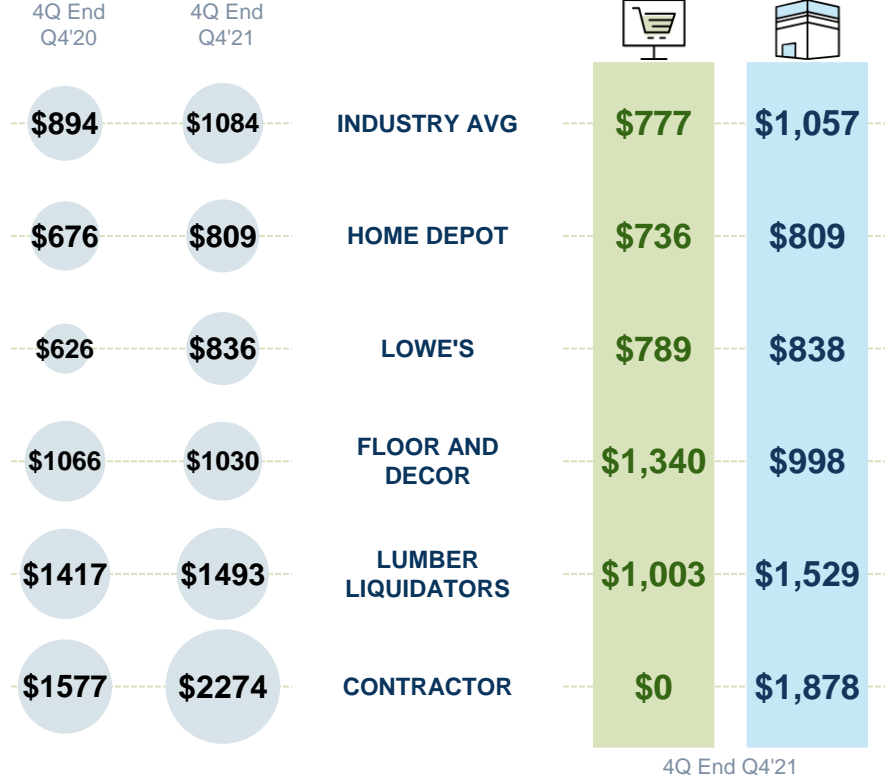 4Q End
Q4'20
4Q End
Q4'21
$894
$1084
INDUSTRY AVG
$777
$1,057
$676
$809
HOME DEPOT
$736
$809
$626
$836
LOWE'S
$789
$838
$1066
$1030
FLOOR AND
DECOR
$1,340
$998
$1417
$1493
LUMBER
LIQUIDATORS
$1,003
$1,529
$1577
$2274
CONTRACTOR
$0
$1,878
4Q End Q4'21